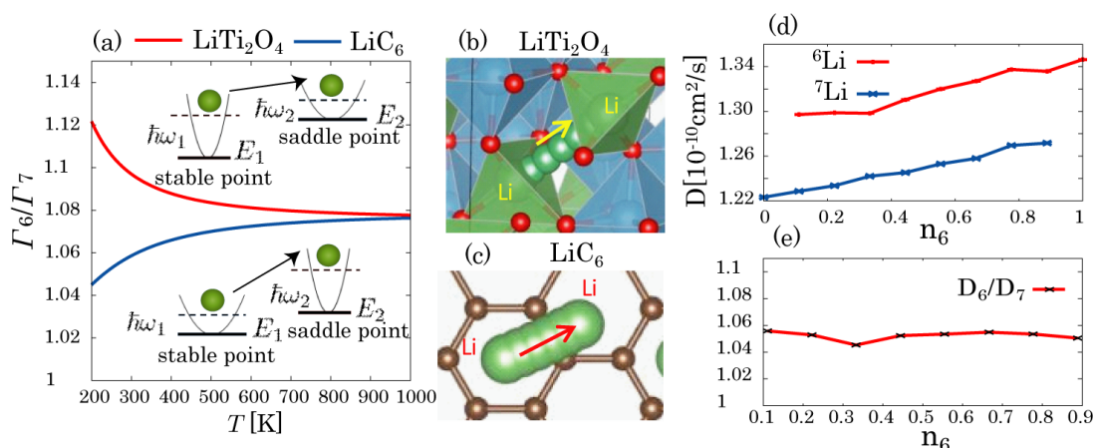 (a)
LiTi₂O₄
LiC₆
1.14
1.12
1.1
1.08
1.06
1.04
1.02
1
Γ₆/Γ₇
200 300 400 500 600 700 800 900 1000
T [K]
ħω₁
E₁
stable point
ħω₂
E₂
saddle point
ħω₁
E₁
stable point
ħω₂
E₂
saddle point
(b)
LiTi₂O₄
Li
Li
(c)
LiC₆
Li
Li
(d)
⁶Li
⁷Li
1.34
1.30
1.26
1.22
D[10⁻¹⁰cm²/s]
0 0.2 0.4 0.6 0.8 1
n₆
(e)
D₆/D₇
1.1
1.08
1.06
1.04
1.02
1
0.1 0.2 0.3 0.4 0.5 0.6 0.7 0.8 0.9
n₆